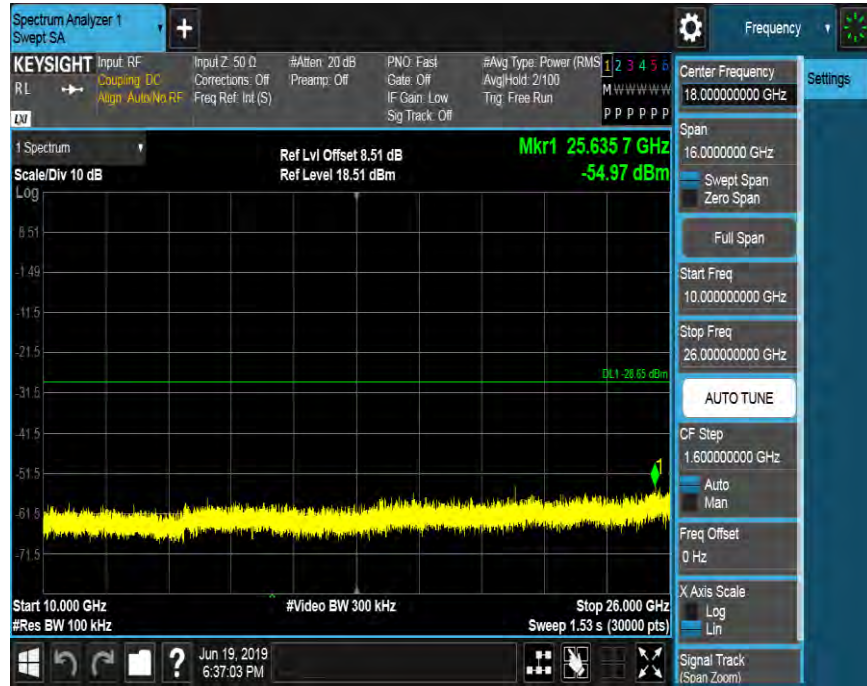 Spectrum Analyzer 1
Swept SA
+
Frequency
KEYSIGHT
RL
LXI
Input: RF
Coupling: DC
Align: Auto/No RF
Input Z: 50 Ω
Corrections: Off
Freq Ref: Int (S)
#Atten: 20 dB
Preamp: Off
PNO: Fast
Gate: Off
IF Gain: Low
Sig Track: Off
#Avg Type: Power (RMS
Avg|Hold: 2/100
Trig: Free Run
1 2 3 4 5 6
M W W W W W
P P P P P P
1 Spectrum
Scale/Div 10 dB
Log
Ref Lvl Offset 8.51 dB
Ref Level 18.51 dBm
Mkr1 25.635 7 GHz
-54.97 dBm
8.51
-1.49
-11.5
-21.5
DL1 -28.65 dBm
-31.5
-41.5
-51.5
1
-61.5
-71.5
Start 10.000 GHz
#Res BW 100 kHz
#Video BW 300 kHz
Stop 26.000 GHz
Sweep 1.53 s (30000 pts)
?
Jun 19, 2019
6:37:03 PM
Settings
Center Frequency
18.000000000 GHz
Span
16.0000000 GHz
Swept Span
Zero Span
Full Span
Start Freq
10.000000000 GHz
Stop Freq
26.000000000 GHz
AUTO TUNE
CF Step
1.600000000 GHz
Auto
Man
Freq Offset
0 Hz
X Axis Scale
Log
Lin
Signal Track
(Span Zoom)